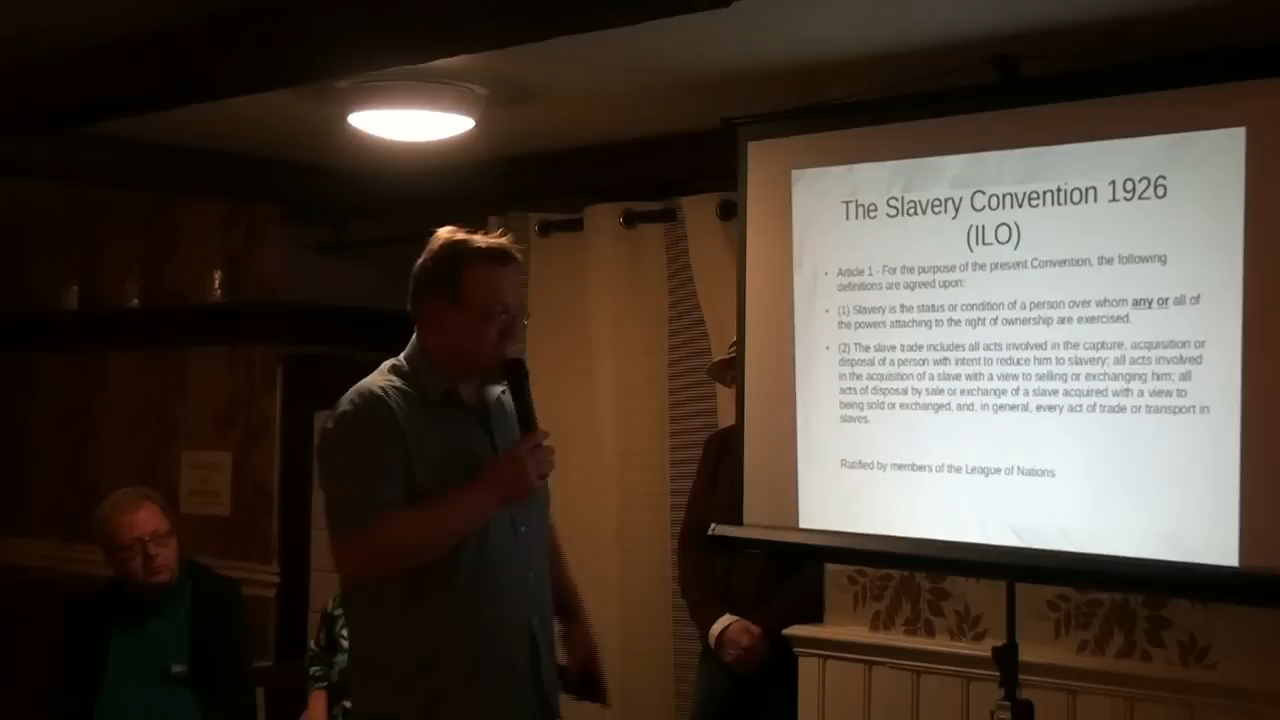 The Slavery Convention 1926
(ILO)
• Article 1 - For the purpose of the present Convention, the following
definitions are agreed upon:
• (1) Slavery is the status or condition of a person over whom any or all of
the powers attaching to the right of ownership are exercised.
• (2) The slave trade includes all acts involved in the capture, acquisition or
disposal of a person with intent to reduce him to slavery; all acts involved
in the acquisition of a slave with a view to selling or exchanging him; all
acts of disposal by sale or exchange of a slave acquired with a view to
being sold or exchanged, and, in general, every act of trade or transport in
slaves.
Ratified by members of the League of Nations